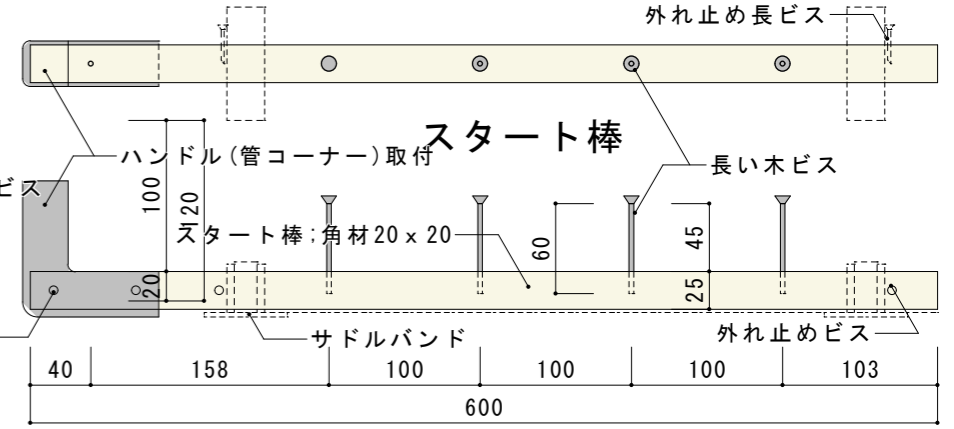 外れ止め長ビス
スタート棒
ハンドル(管コーナー)取付
長い木ビス
ビス
100
120
20
スタート棒;角材20x20
60
45
25
サドルバンド
外れ止めビス
40
158
100
100
100
103
600